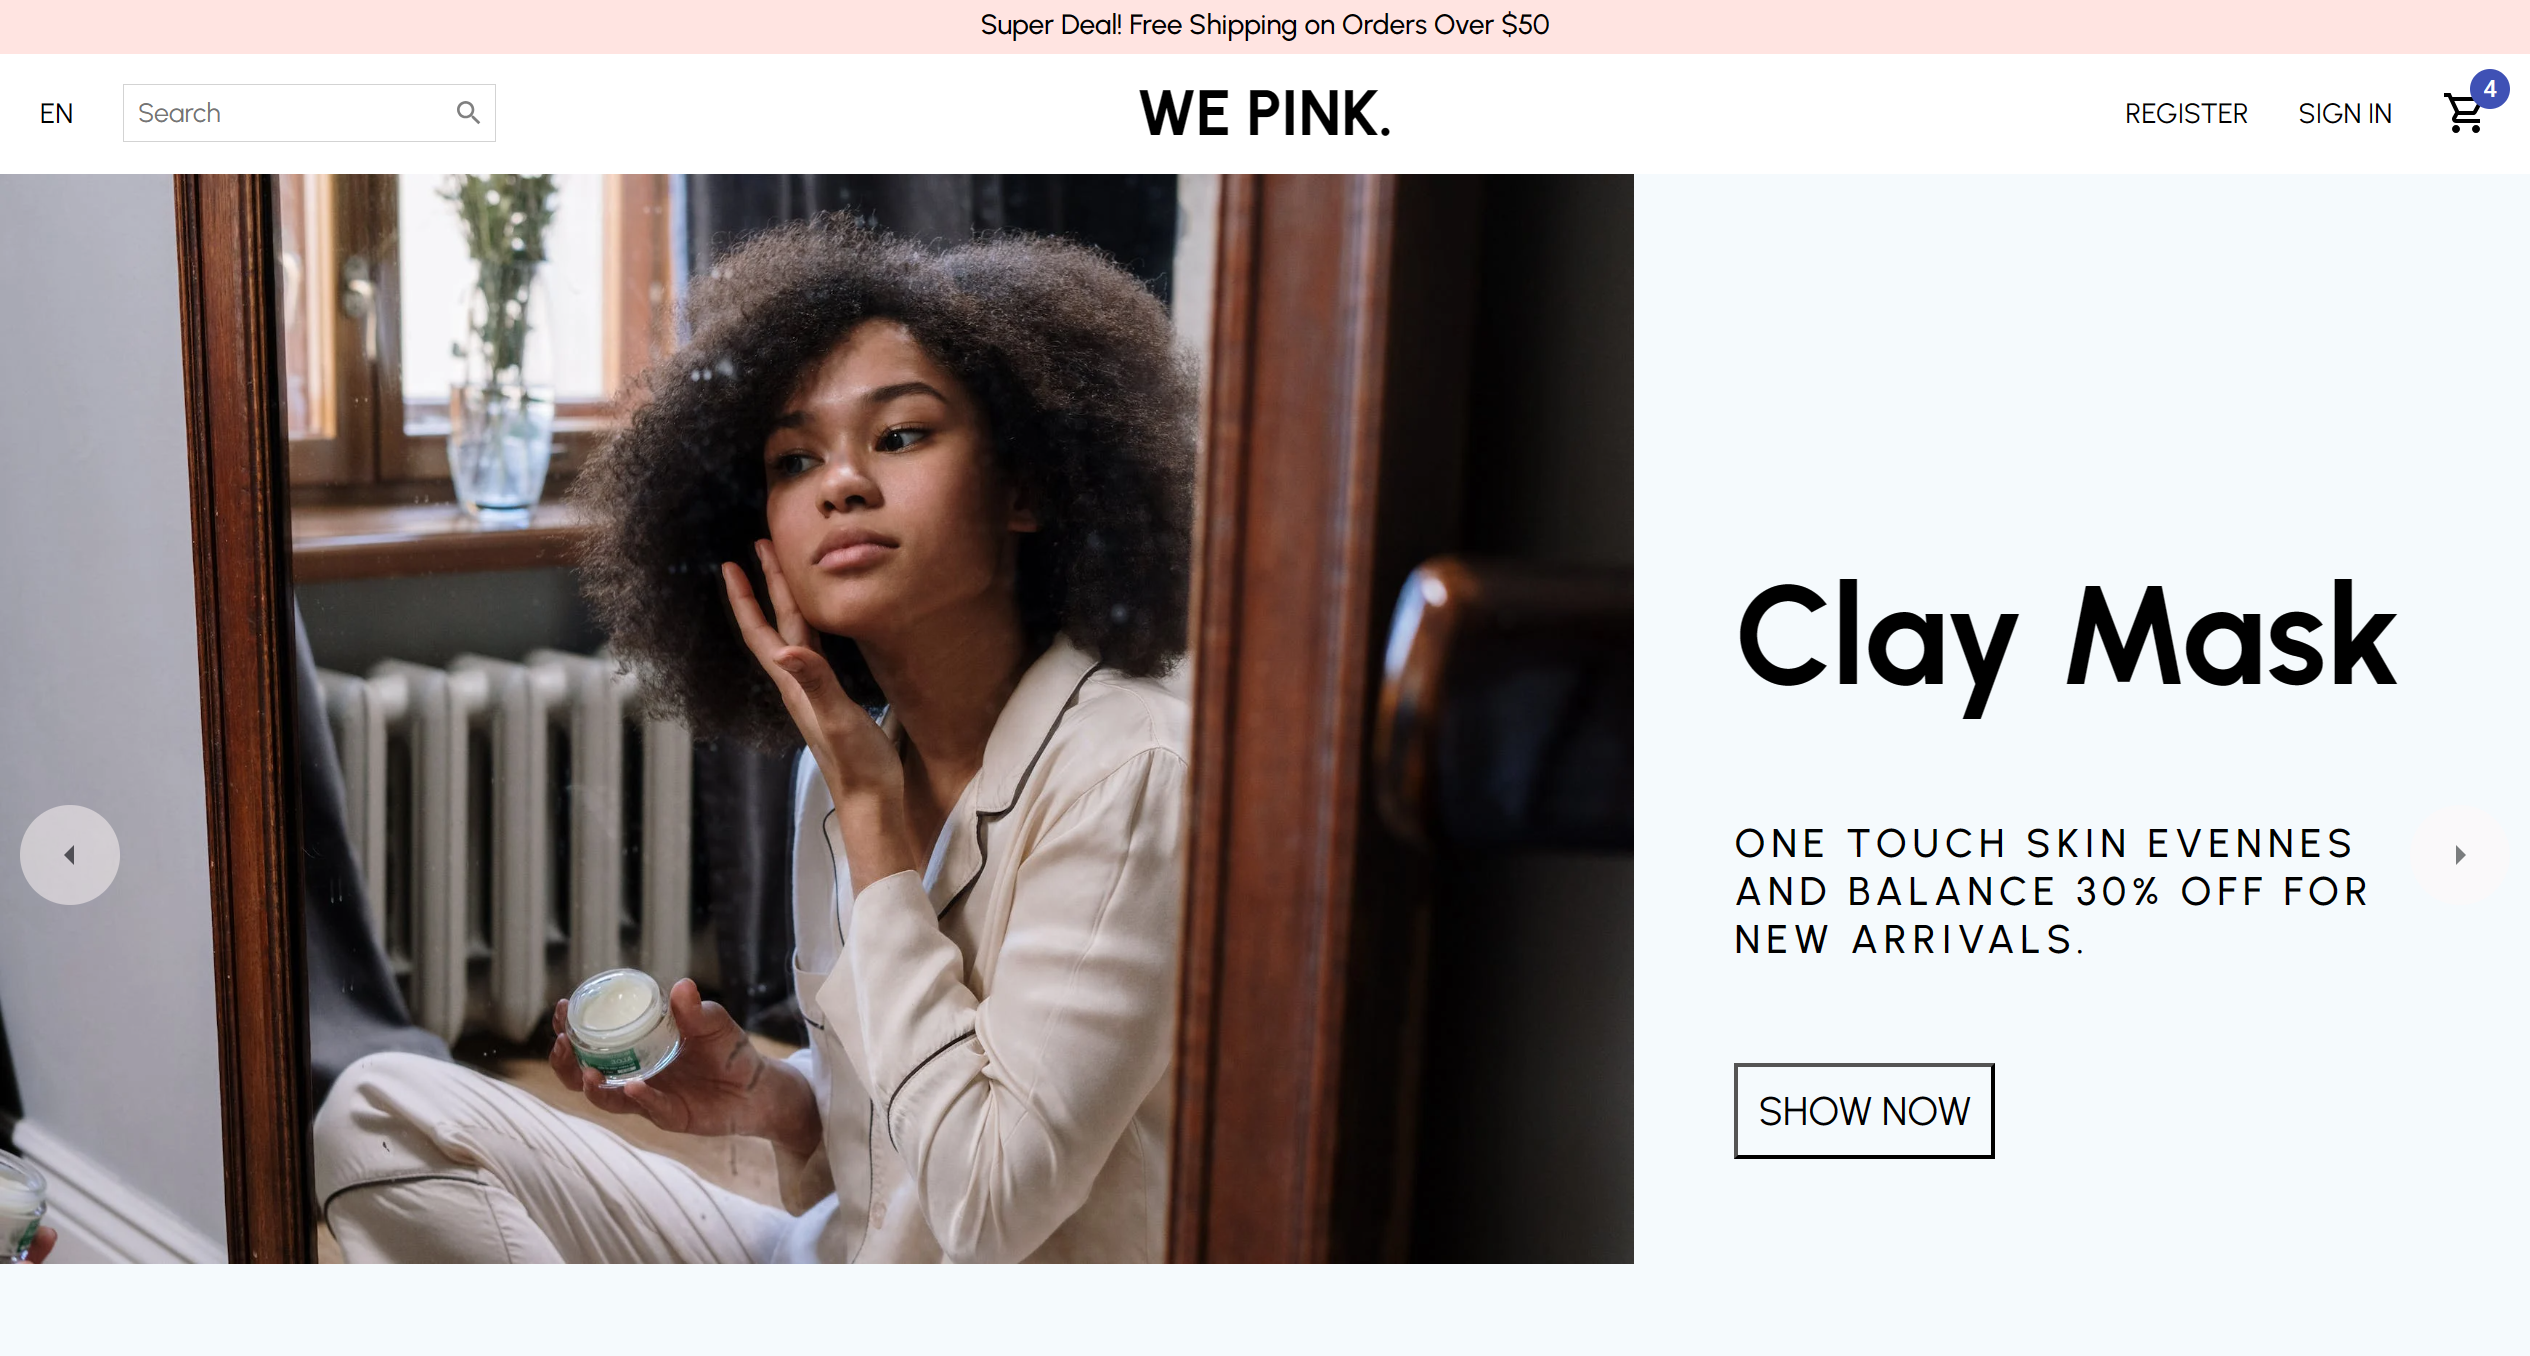 Super Deal! Free Shipping on Orders Over $50
EN
Search
WE PINK.
REGISTER
SIGN IN
4
Clay Mask
ONE TOUCH SKIN EVENNES
AND BALANCE 30% OFF FOR
NEW ARRIVALS.
SHOW NOW